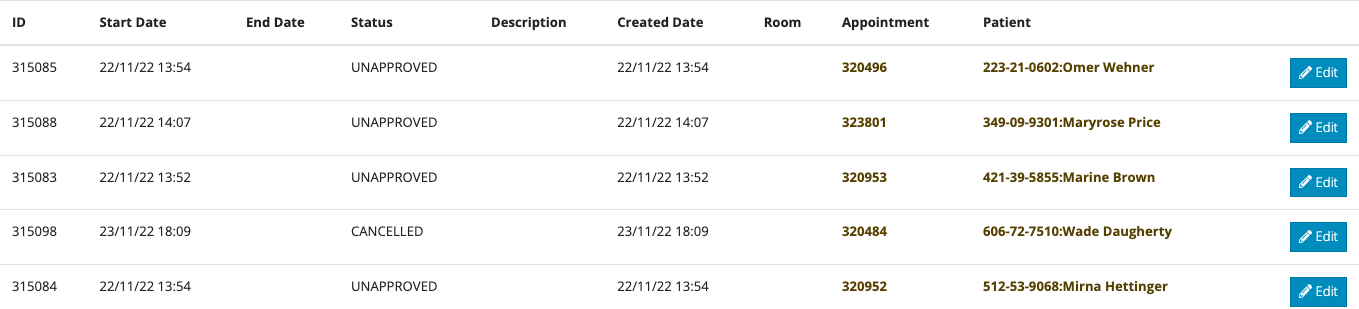 ID Start Date End Date Status Description Created Date Room Appointment Patient
315085 22/11/22 13:54 UNAPPROVED 22/11/22 13:54 320496 223-21-0602:Omer Wehner Edit
315088 22/11/22 14:07 UNAPPROVED 22/11/22 14:07 323801 349-09-9301:Maryrose Price Edit
315083 22/11/22 13:52 UNAPPROVED 22/11/22 13:52 320953 421-39-5855:Marine Brown Edit
315098 23/11/22 18:09 CANCELLED 23/11/22 18:09 320484 606-72-7510:Wade Daugherty Edit
315084 22/11/22 13:54 UNAPPROVED 22/11/22 13:54 320952 512-53-9068:Mirna Hettinger Edit